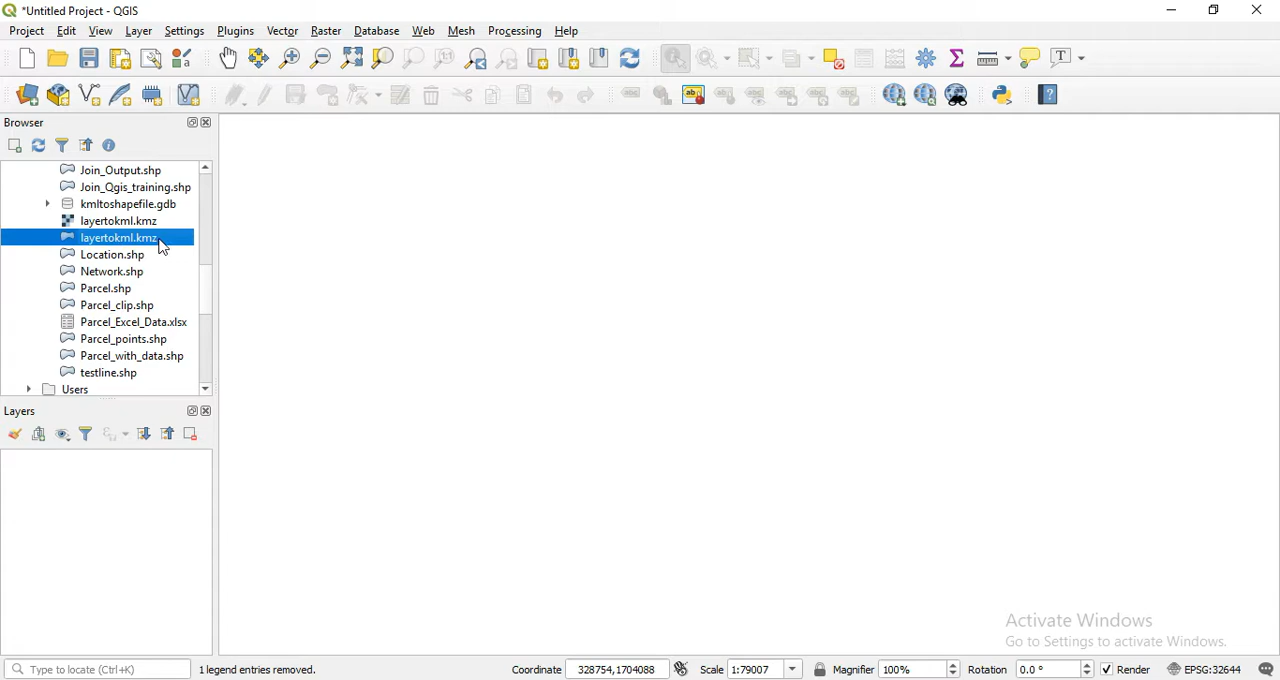 *Untitled Project - QGIS
Project Edit View Layer Settings Plugins Vector Raster Database Web Mesh Processing Help
Browser
Join_Output.shp
Join_Qgis_training.shp
kmltoshapefile.gdb
layertokml.kmz
layertokml.kmz
Location.shp
Network.shp
Parcel.shp
Parcel_clip.shp
Parcel_Excel_Data.xlsx
Parcel_points.shp
Parcel_with_data.shp
testline.shp
Users
Layers
Activate Windows
Go to Settings to activate Windows.
Type to locate (Ctrl+K) 1 legend entries removed. Coordinate 328754,1704088 Scale 1:79007 Magnifier 100% Rotation 0.0 ° Render EPSG:32644